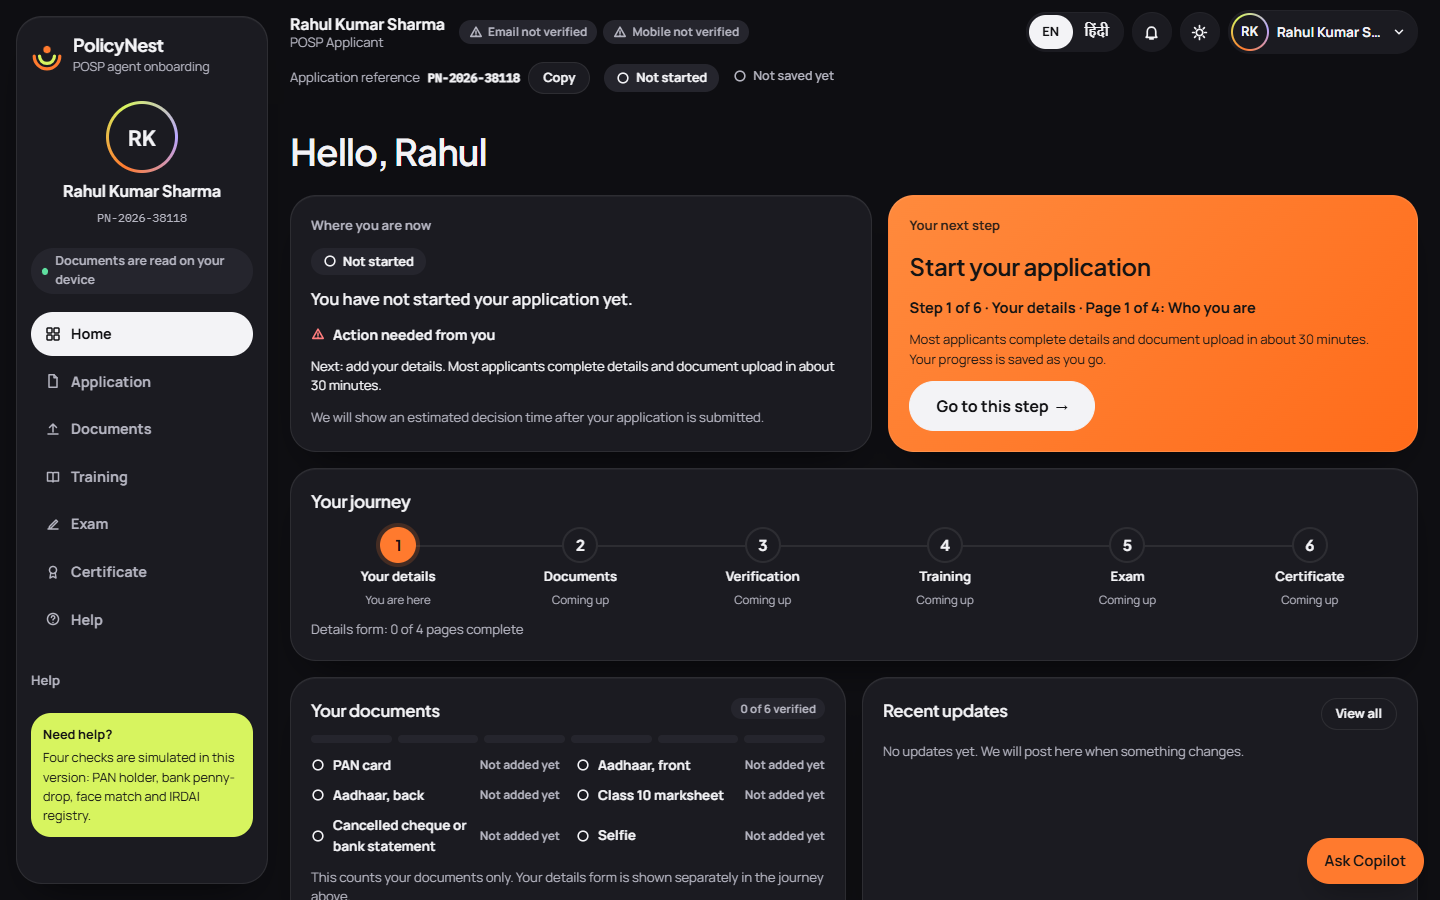 PolicyNest
POSP agent onboarding
RK
Rahul Kumar Sharma
PN-2026-38118
Documents are read on your
device
Home
Application
Documents
Training
Exam
Certificate
Help
Help
Need help?
Four checks are simulated in this
version: PAN holder, bank penny-
drop, face match and IRDAI
registry.
Rahul Kumar Sharma
POSP Applicant
Email not verified
Mobile not verified
EN
हिंदी
RK
Rahul Kumar S...
Application reference PN-2026-38118
Copy
Not started
Not saved yet
Hello, Rahul
Where you are now
Not started
You have not started your application yet.
Action needed from you
Next: add your details. Most applicants complete details and document upload in about
30 minutes.
We will show an estimated decision time after your application is submitted.
Your next step
Start your application
Step 1 of 6 · Your details · Page 1 of 4: Who you are
Most applicants complete details and document upload in about 30 minutes.
Your progress is saved as you go.
Go to this step →
Your journey
1
2
3
4
5
6
Your details
Documents
Verification
Training
Exam
Certificate
You are here
Coming up
Coming up
Coming up
Coming up
Coming up
Details form: 0 of 4 pages complete
Your documents
0 of 6 verified
PAN card
Not added yet
Aadhaar, front
Not added yet
Aadhaar, back
Not added yet
Class 10 marksheet
Not added yet
Cancelled cheque or
bank statement
Not added yet
Selfie
Not added yet
This counts your documents only. Your details form is shown separately in the journey
above
Recent updates
View all
No updates yet. We will post here when something changes.
Ask Copilot